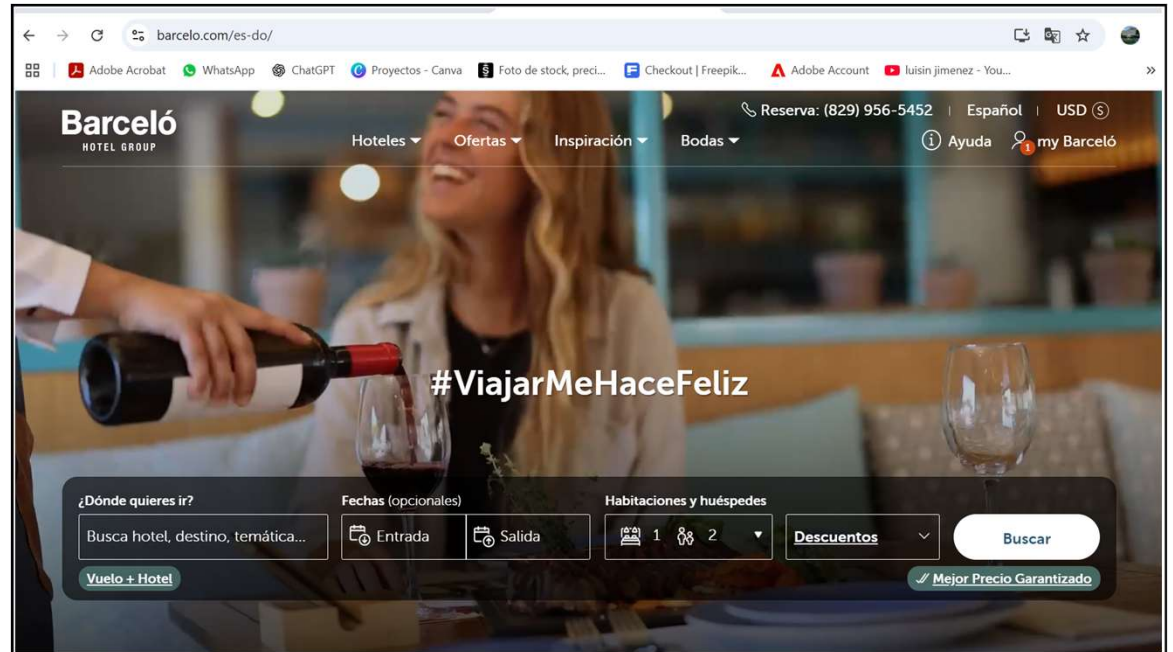 barcelo.com/es-do/
Adobe Acrobat WhatsApp ChatGPT Proyectos - Canva Foto de stock, preci... Checkout | Freepik... Adobe Account luisin jimenez - You... »
Reserva: (829) 956-5452 | Español | USD $
Barceló
HOTEL GROUP
Hoteles Ofertas Inspiración Bodas Ayuda 1 my Barceló
#ViajarMeHaceFeliz
¿Dónde quieres ir? Fechas (opcionales) Habitaciones y huéspedes
Busca hotel, destino, temática... Entrada Salida 1 2 Descuentos Buscar
Vuelo + Hotel Mejor Precio Garantizado